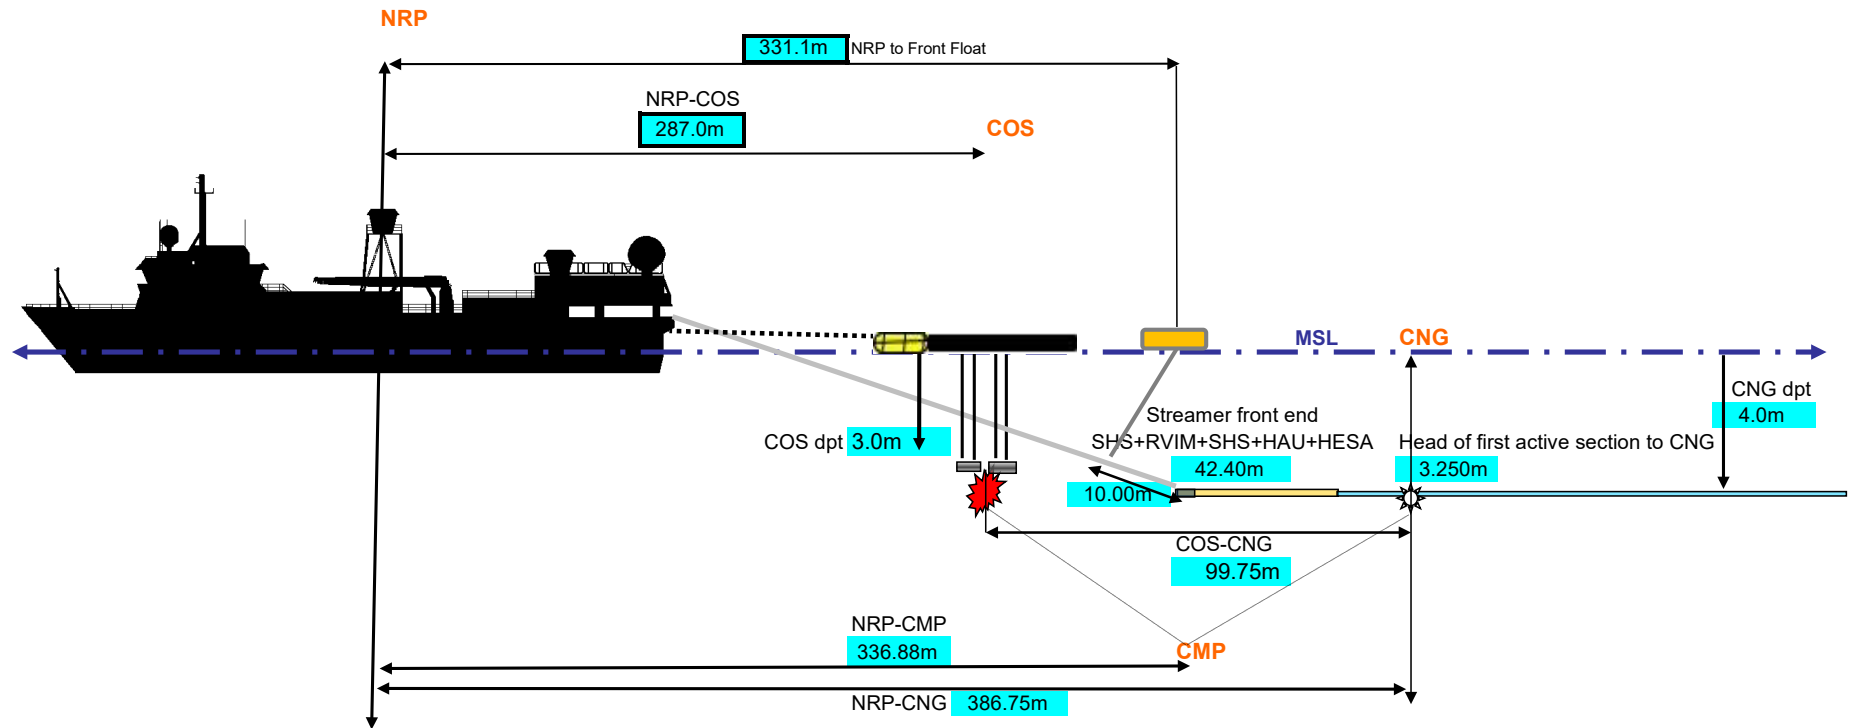 NRP
331.1m NRP to Front Float
NRP-COS
287.0m
COS
MSL
CNG
CNG dpt
4.0m
Streamer front end
COS dpt 3.0m
SHS+RVIM+SHS+HAU+HESA
Head of first active section to CNG
42.40m
3.250m
10.00m
COS-CNG
99.75m
NRP-CMP
336.88m
CMP
NRP-CNG 386.75m